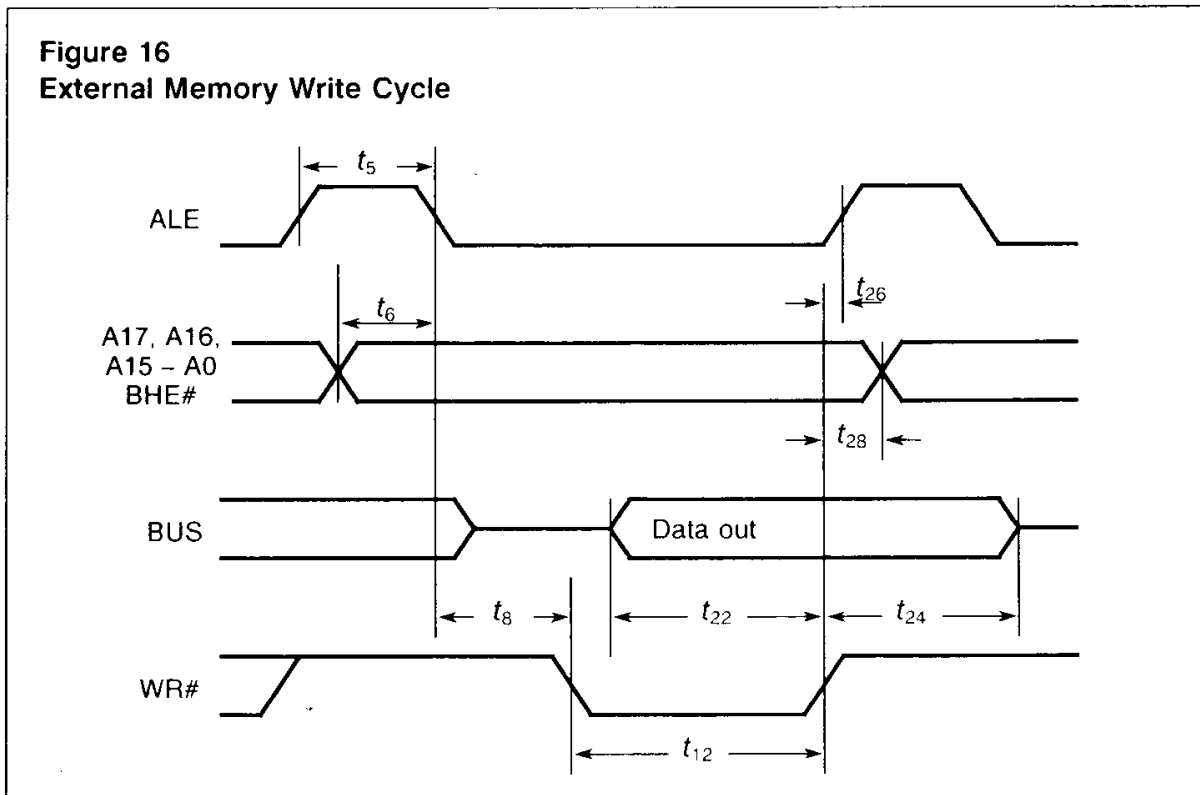 Figure 16
External Memory Write Cycle
t5
ALE
t26
t6
A17, A16,
A15 – A0
BHE#
t28
BUS
Data out
t8
t22
t24
WR#
t12